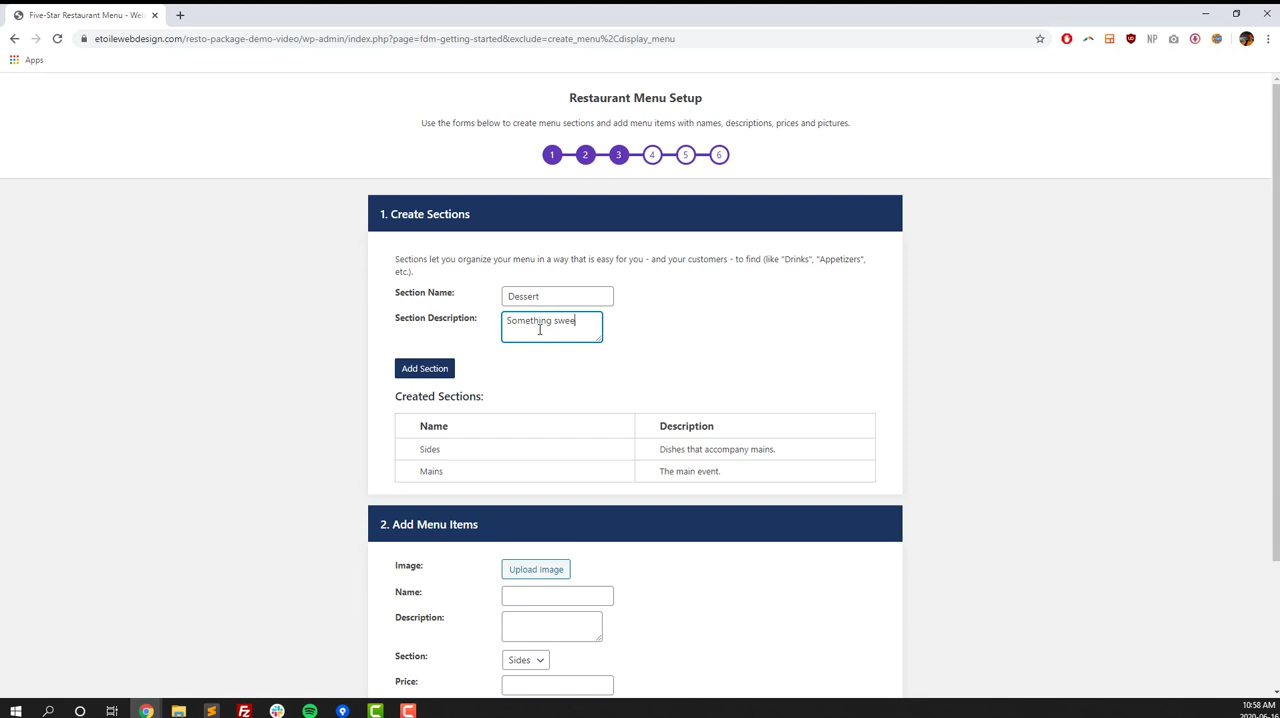 Five-Star Restaurant Menu - Wel
etoilewebdesign.com/resto-package-demo-video/wp-admin/index.php?page=fdm-getting-started&exclude=create_menu%2Cdisplay_menu
Apps
Restaurant Menu Setup
Use the forms below to create menu sections and add menu items with names, descriptions, prices and pictures.
1 2 3 4 5 6
1. Create Sections
Sections let you organize your menu in a way that is easy for you - and your customers - to find (like "Drinks", "Appetizers",
etc.).
Section Name: Dessert
Section Description: Something swee
Add Section
Created Sections:
Name Description
Sides Dishes that accompany mains.
Mains The main event.
2. Add Menu Items
Image: Upload Image
Name:
Description:
Section: Sides
Price:
10:58 AM
2020-06-16